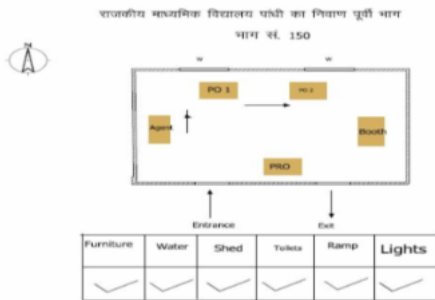 राजकीय माध्यमिक विद्यालय पांधी का निवाण पूर्वी भाग
भाग सं. 150
N
W W
PO 1 PO 2
Agent Booth
PRO
Entrance Exit
Furniture Water Shed Toilets Ramp Lights